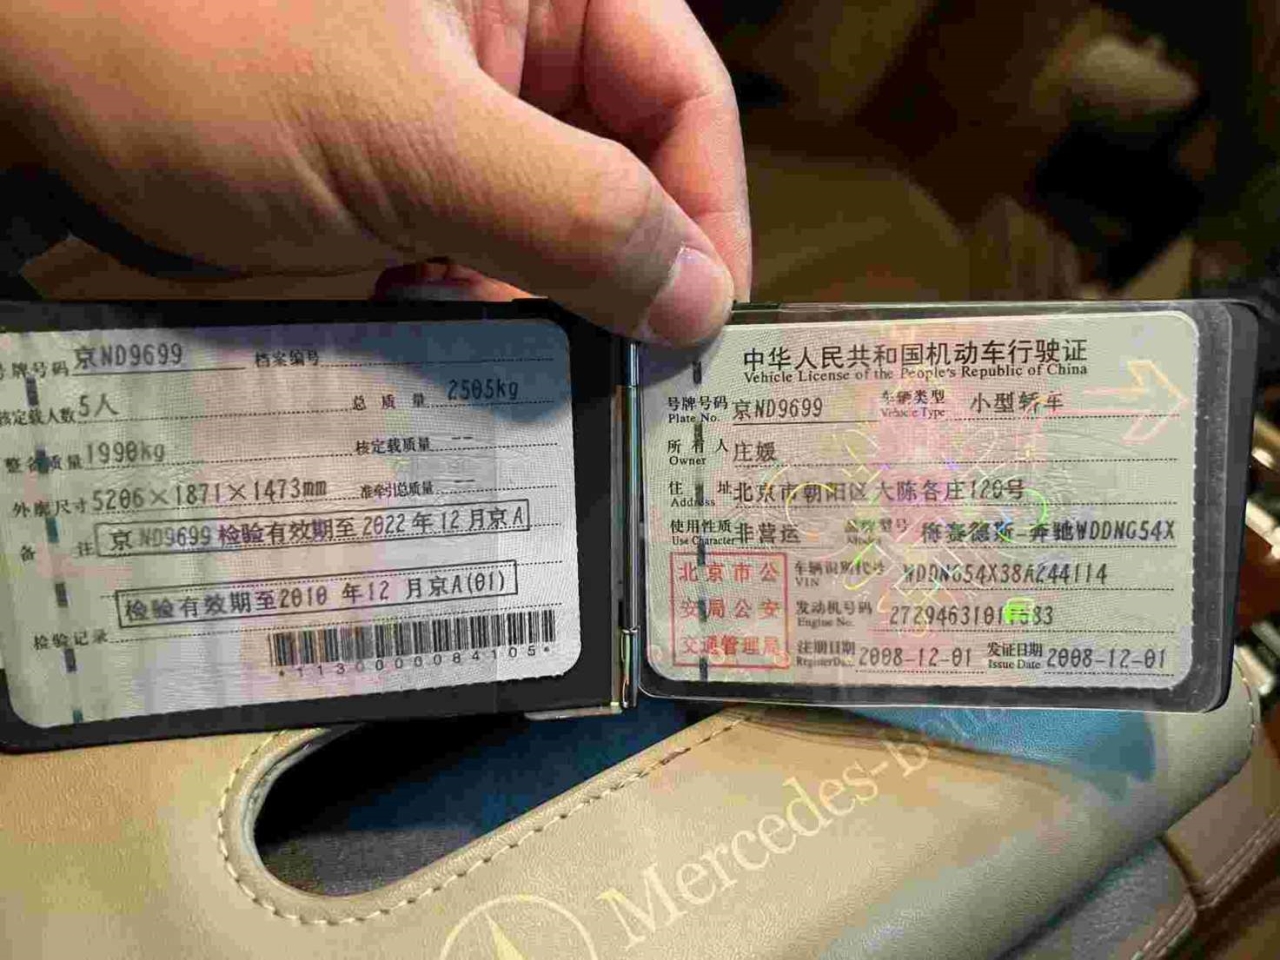 号牌号码 京ND9699 档案编号
核定载人数 5人 总质量 2505kg
整备质量 1990kg 核定载质量 --
外廓尺寸 5206×1871×1473mm 准牵引总质量 --
备注 京ND9699检验有效期至2022年12月京A
检验有效期至2010年12月京A(01)
检验记录
*1130000084105*
中华人民共和国机动车行驶证
Vehicle License of the People's Republic of China
号牌号码 京ND9699 车辆类型 小型轿车
Plate No. Vehicle Type
所有人 庄媛
Owner
住址 北京市朝阳区大陈各庄120号
Address
使用性质 非营运 品牌型号 梅赛德斯-奔驰WDDNG54X
Use Character Model
北京市公
安局公安
交通管理局
车辆识别代号 WDDNG54X38A244114
VIN
发动机号码
Engine No.
注册日期 2008-12-01 发证日期 2008-12-01
Register Date Issue Date
Mercedes-B